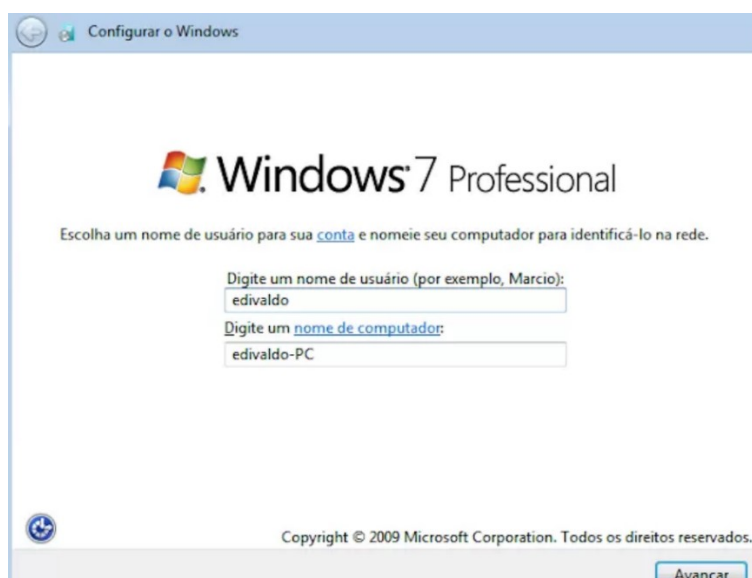 Configurar o Windows
Windows 7 Professional
Escolha um nome de usuário para sua conta e nomeie seu computador para identificá-lo na rede.
Digite um nome de usuário (por exemplo, Marcio):
edivaldo
Digite um nome de computador:
edivaldo-PC
Copyright © 2009 Microsoft Corporation. Todos os direitos reservados.
Avançar